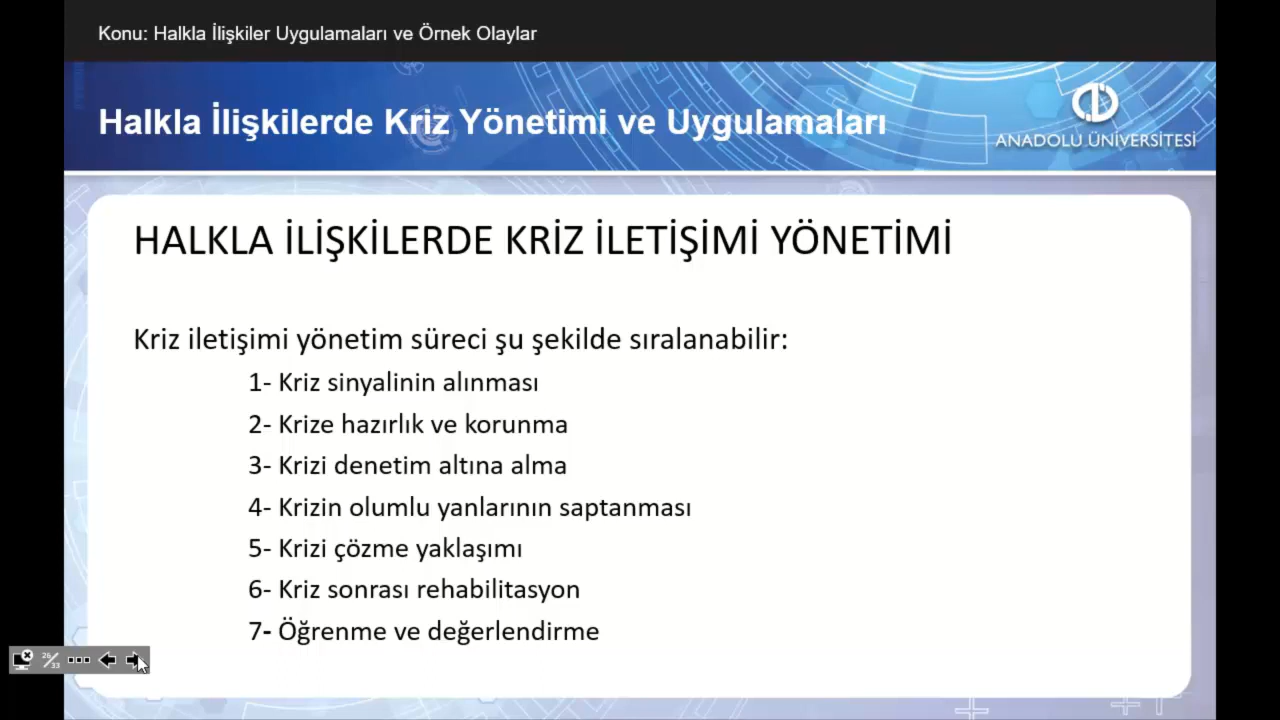 Konu: Halkla İlişkiler Uygulamaları ve Örnek Olaylar
Halkla İlişkilerde Kriz Yönetimi ve Uygulamaları
ANADOLU ÜNİVERSİTESİ
HALKLA İLİŞKİLERDE KRİZ İLETİŞİMİ YÖNETİMİ
Kriz iletişimi yönetim süreci şu şekilde sıralanabilir:
1- Kriz sinyalinin alınması
2- Krize hazırlık ve korunma
3- Krizi denetim altına alma
4- Krizin olumlu yanlarının saptanması
5- Krizi çözme yaklaşımı
6- Kriz sonrası rehabilitasyon
7- Öğrenme ve değerlendirme
26/33